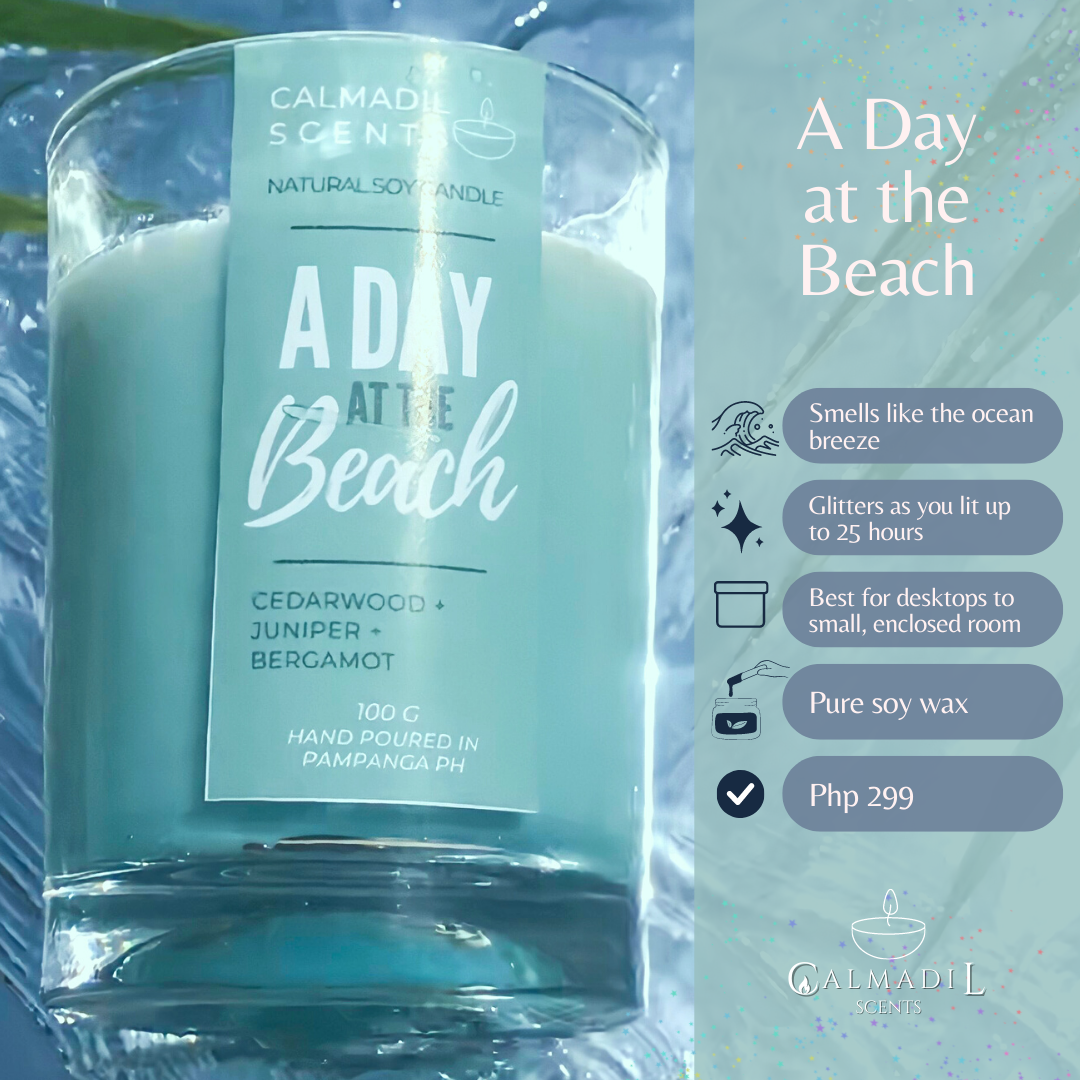 CALMADIL
SCENTS
NATURAL SOY CANDLE
A DAY
AT THE
Beach
CEDARWOOD +
JUNIPER +
BERGAMOT
100 G
HAND POURED IN
PAMPANGA PH
A Day
at the
Beach
Smells like the ocean
breeze
Glitters as you lit up
to 25 hours
Best for desktops to
small, enclosed room
Pure soy wax
Php 299
CALMADIL
SCENTS